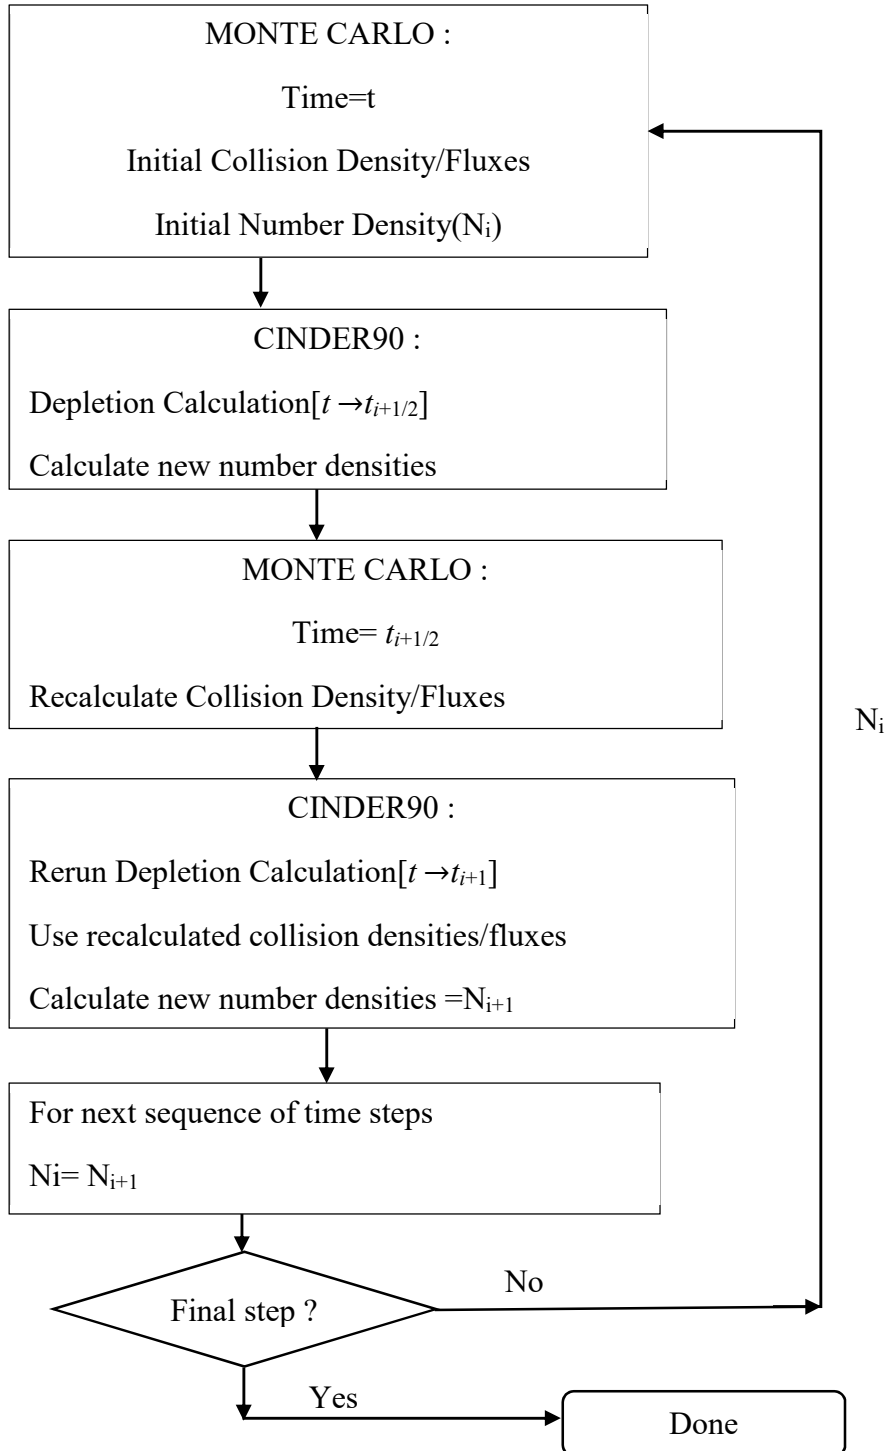 MONTE CARLO :
Time=t
Initial Collision Density/Fluxes
Initial Number Density(Nᵢ)
CINDER90 :
Depletion Calculation[t →tᵢ₊₁/₂]
Calculate new number densities
MONTE CARLO :
Time= tᵢ₊₁/₂
Recalculate Collision Density/Fluxes
Nᵢ
CINDER90 :
Rerun Depletion Calculation[t →tᵢ₊₁]
Use recalculated collision densities/fluxes
Calculate new number densities =Nᵢ₊₁
For next sequence of time steps
Ni= Nᵢ₊₁
Final step ?
No
Yes
Done